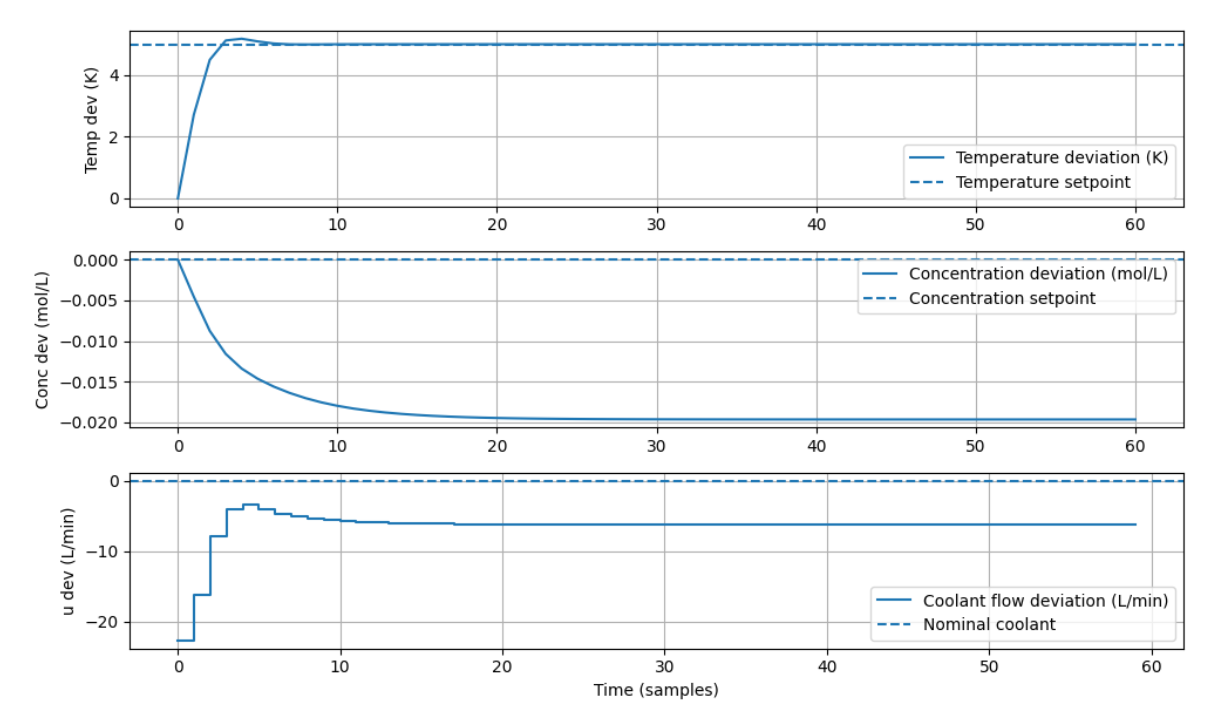 Temp dev (K)
4
2
0
Temperature deviation (K)
Temperature setpoint
0 10 20 30 40 50 60
Conc dev (mol/L)
0.000
−0.005
−0.010
−0.015
−0.020
Concentration deviation (mol/L)
Concentration setpoint
0 10 20 30 40 50 60
u dev (L/min)
0
−10
−20
Coolant flow deviation (L/min)
Nominal coolant
0 10 20 30 40 50 60
Time (samples)